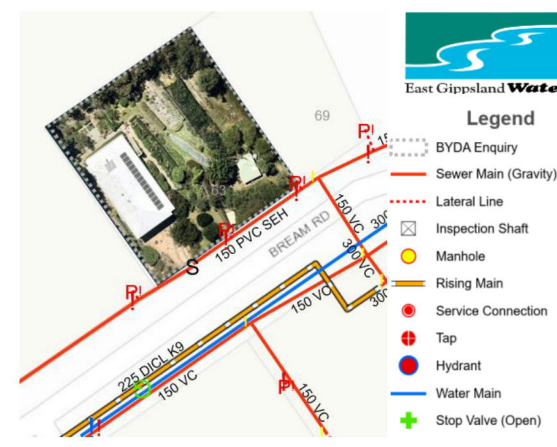 69
63
P!
P!
P!
P!
150 PVC SEH
BREAM RD
S
150 VC
300 VC
150 VC
225 DICL K9
150 VC
P!
150 VC
East Gippsland Wate
Legend
BYDA Enquiry
Sewer Main (Gravity)
Lateral Line
Inspection Shaft
Manhole
Rising Main
Service Connection
Tap
Hydrant
Water Main
Stop Valve (Open)